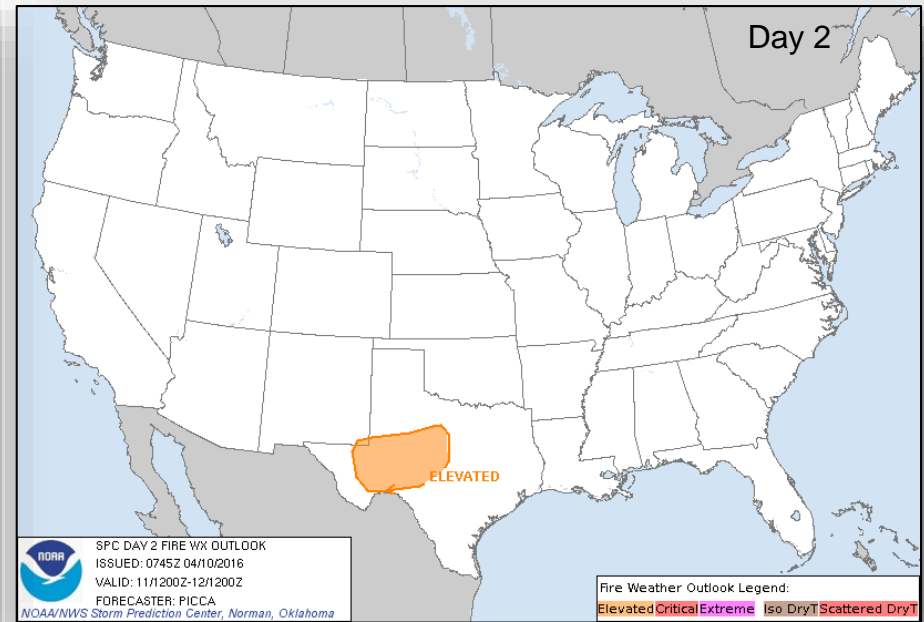 Day 2
ELEVATED
NOAA
SPC DAY 2 FIRE WX OUTLOOK
ISSUED: 0745Z 04/10/2016
VALID: 11/1200Z-12/1200Z
FORECASTER: PICCA
NOAA/NWS Storm Prediction Center, Norman, Oklahoma
Fire Weather Outlook Legend:
Elevated Critical Extreme Iso DryT Scattered DryT